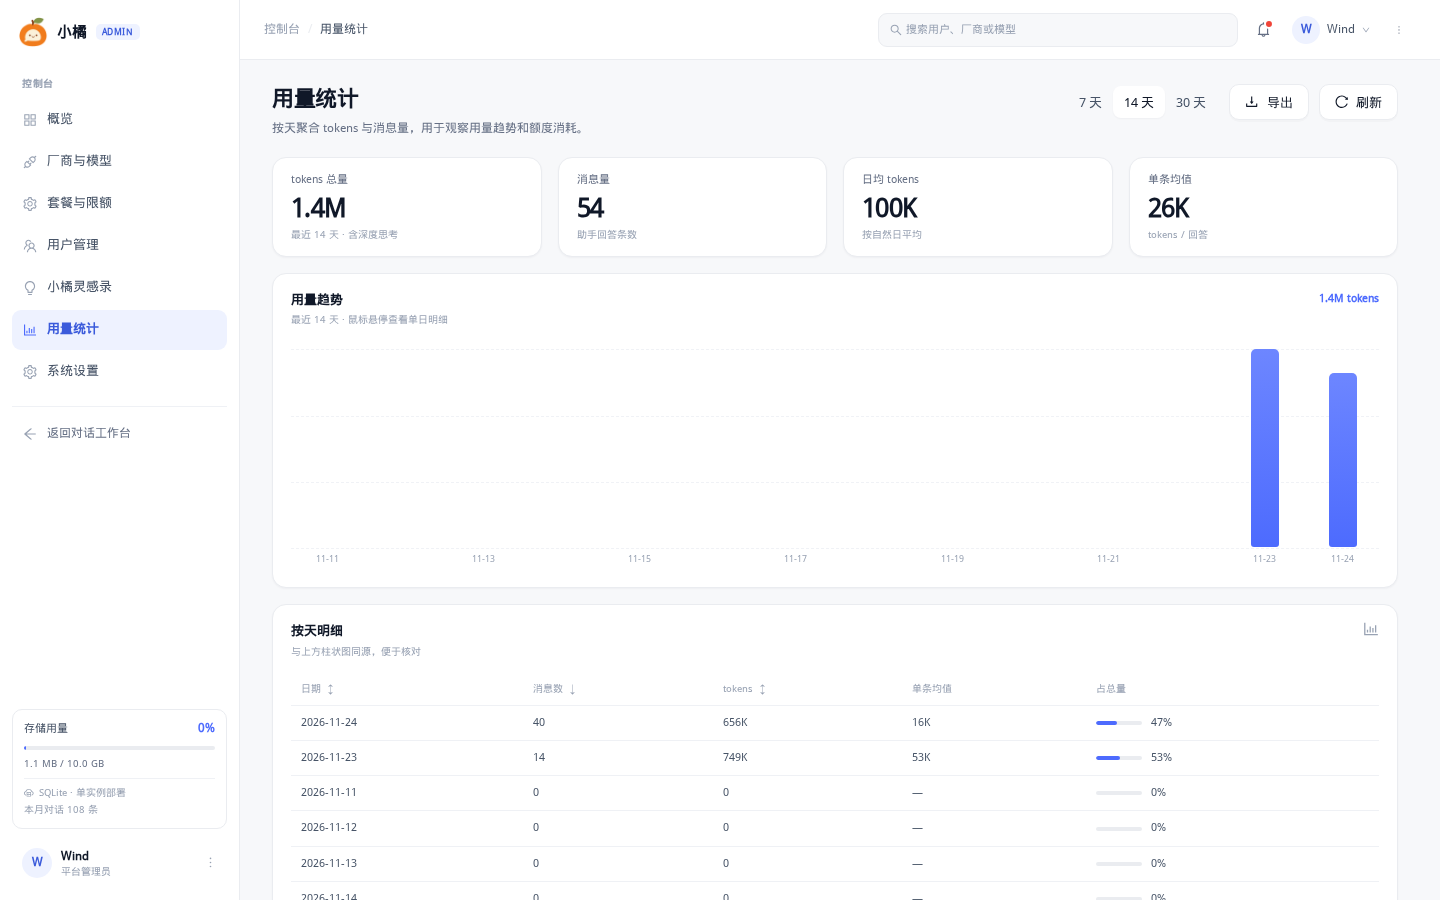 小橘 ADMIN
控制台
概览
厂商与模型
套餐与限额
用户管理
小橘灵感录
用量统计
系统设置
返回对话工作台
存储用量 0%
1.1 MB / 10.0 GB
SQLite · 单实例部署
本月对话 108 条
W Wind
平台管理员
控制台 / 用量统计
搜索用户、厂商或模型
W Wind
用量统计
按天聚合 tokens 与消息量，用于观察用量趋势和额度消耗。
7 天 14 天 30 天 导出 刷新
tokens 总量
1.4M
最近 14 天 · 含深度思考
消息量
54
助手回答条数
日均 tokens
100K
按自然日平均
单条均值
26K
tokens / 回答
用量趋势 1.4M tokens
最近 14 天 · 鼠标悬停查看单日明细
11-11 11-13 11-15 11-17 11-19 11-21 11-23 11-24
按天明细
与上方柱状图同源，便于核对
日期 消息数 tokens 单条均值 占总量
2026-11-24 40 656K 16K 47%
2026-11-23 14 749K 53K 53%
2026-11-11 0 0 — 0%
2026-11-12 0 0 — 0%
2026-11-13 0 0 — 0%
2026-11-14 0 0 — 0%